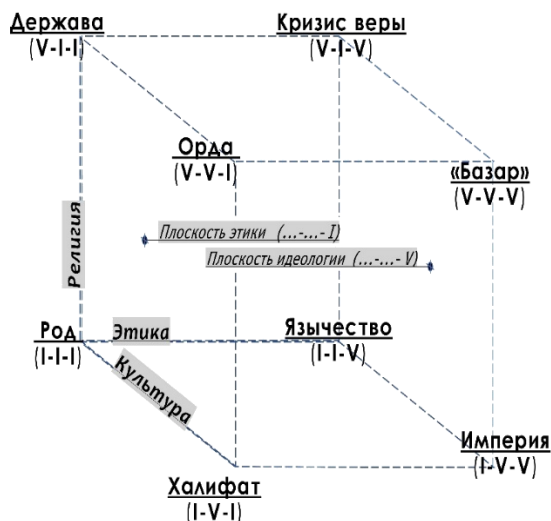 Держава
(V-I-I)
Кризис веры
(V-I-V)
Орда
(V-V-I)
«Базар»
(V-V-V)
Религия
Плоскость этики (...-...- I)
Плоскость идеологии (...-...- V)
Род
(I-I-I)
Этика
Язычество
(I-I-V)
Культура
Империя
(I-V-V)
Халифат
(I-V-I)